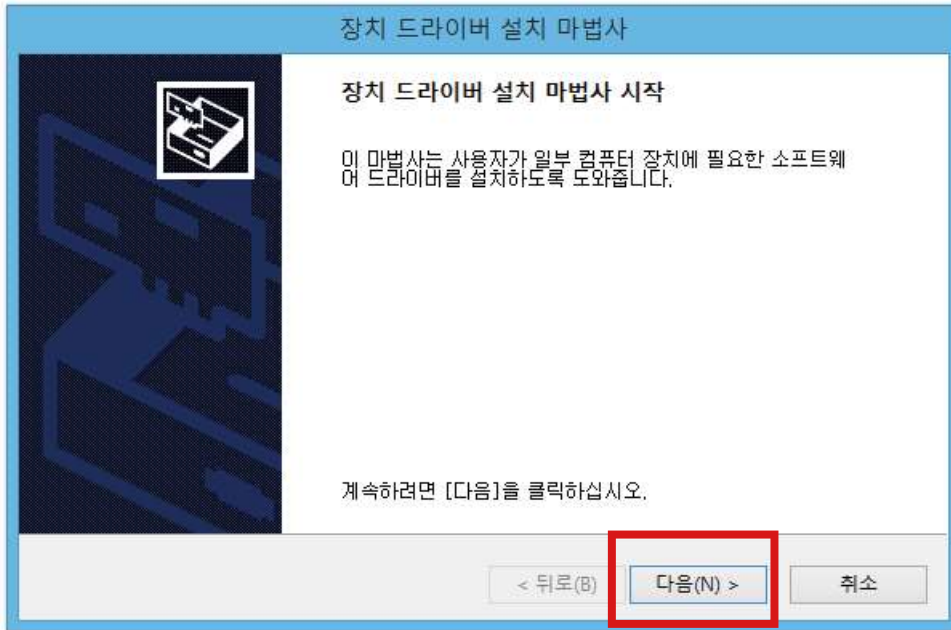 장치 드라이버 설치 마법사
장치 드라이버 설치 마법사 시작
이 마법사는 사용자가 일부 컴퓨터 장치에 필요한 소프트웨
어 드라이버를 설치하도록 도와줍니다.
계속하려면 [다음]을 클릭하십시오.
< 뒤로(B) 다음(N) > 취소